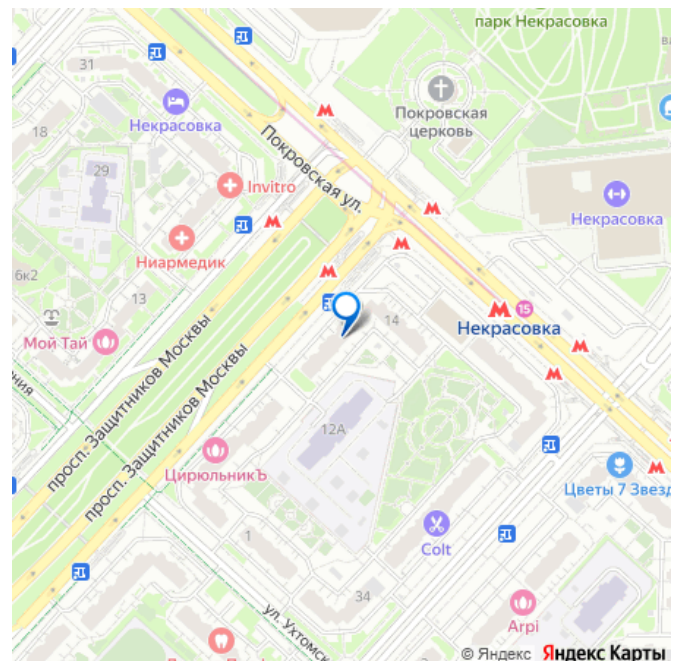 парк Некрасовка
31
Некрасовка
Покровская
церковь
18
Покровская ул.
29
Invitro
Некрасовка
Ниармедик
6к2
13
15
Мой Тай
14
Некрасовка
просп. Защитников Москвы
просп. Защитников Москвы
12А
ЦирюльникЪ
Цветы 7 Звезд
1
Colt
34
ул. Ухтомск
Arpi
© Яндекс Яндекс Карты